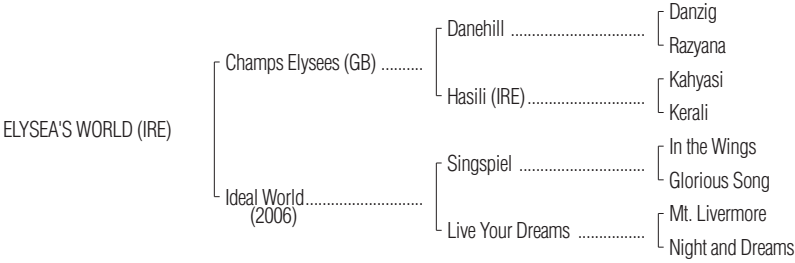 Danzig
Danehill ..................................
Razyana
Champs Elysees (GB) ..........
Kahyasi
Hasili (IRE)..............................
Kerali
ELYSEA'S WORLD (IRE)
In the Wings
Singspiel ................................
Glorious Song
Ideal World............................
(2006)
Mt. Livermore
Live Your Dreams ................
Night and Dreams